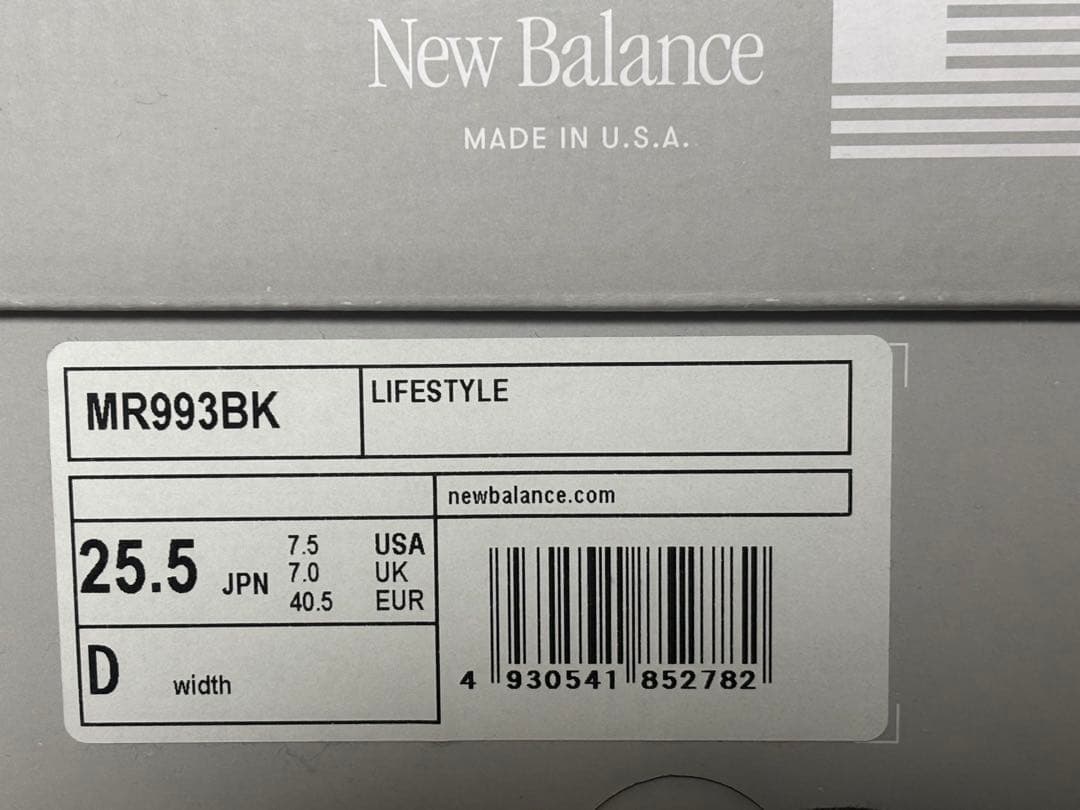 New Balance
MADE IN U.S.A.
MR993BK
LIFESTYLE
newbalance.com
25.5 JPN
7.5 USA
7.0 UK
40.5 EUR
D width
4 930541 852782